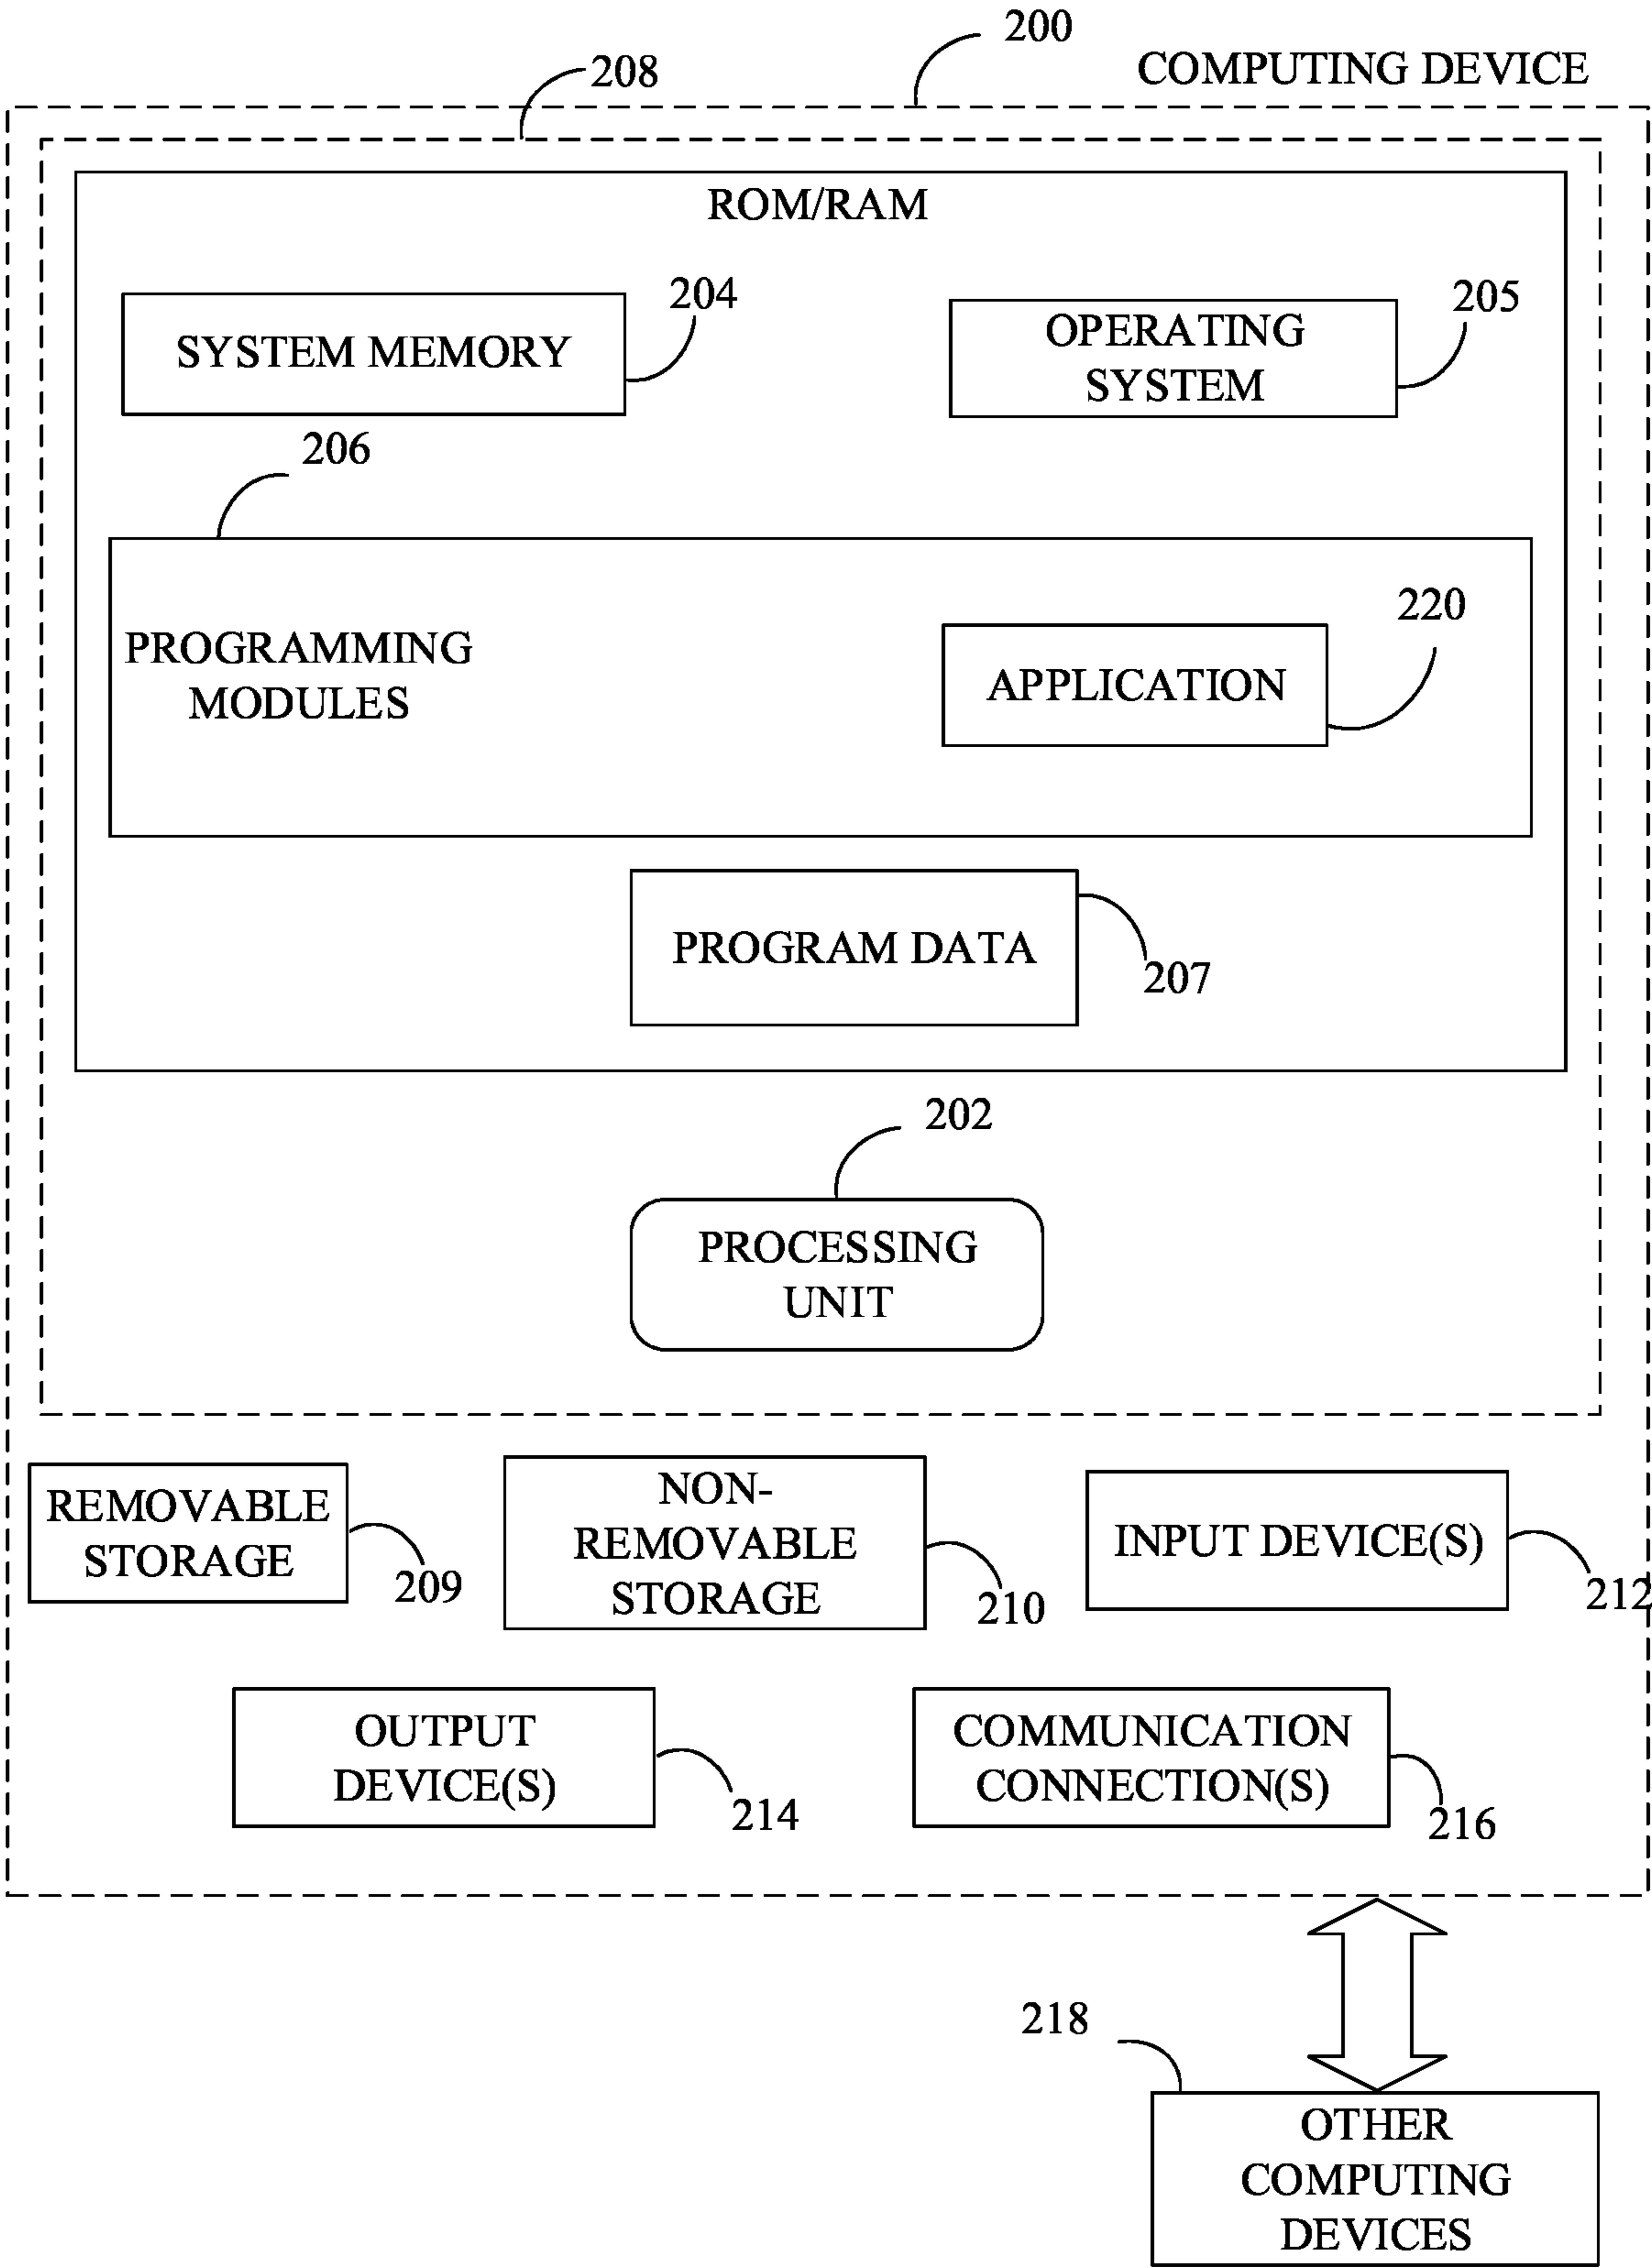 200
COMPUTING DEVICE
208
ROM/RAM
204
SYSTEM MEMORY
205
OPERATING
SYSTEM
206
PROGRAMMING
MODULES
220
APPLICATION
PROGRAM DATA
207
202
PROCESSING
UNIT
REMOVABLE
STORAGE
209
NON-
REMOVABLE
STORAGE
210
INPUT DEVICE(S)
212
OUTPUT
DEVICE(S)
214
COMMUNICATION
CONNECTION(S)
216
218
OTHER
COMPUTING
DEVICES